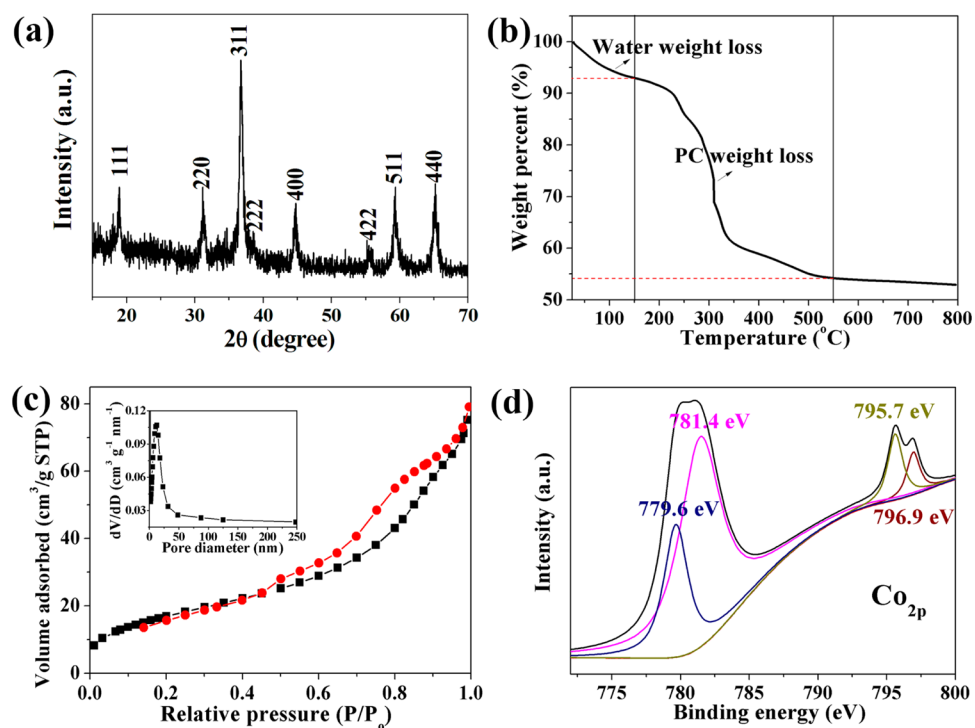 (a)
Intensity (a.u.)
111
220
311
222
400
422
511
440
20 30 40 50 60 70
2θ (degree)
(b)
Weight percent (%)
100
90
80
70
60
50
Water weight loss
PC weight loss
100 200 300 400 500 600 700 800
Temperature (°C)
(c)
Volume adsorbed (cm³/g STP)
80
60
40
20
0
dV/dD (cm³ g⁻¹ nm⁻¹)
0.12
0.09
0.06
0.03
0 50 100 150 200 250
Pore diameter (nm)
0.0 0.2 0.4 0.6 0.8 1.0
Relative pressure (P/Pₒ)
(d)
Intensity (a.u.)
781.4 eV
779.6 eV
795.7 eV
796.9 eV
Co₂ₚ
775 780 785 790 795 800
Binding energy (eV)